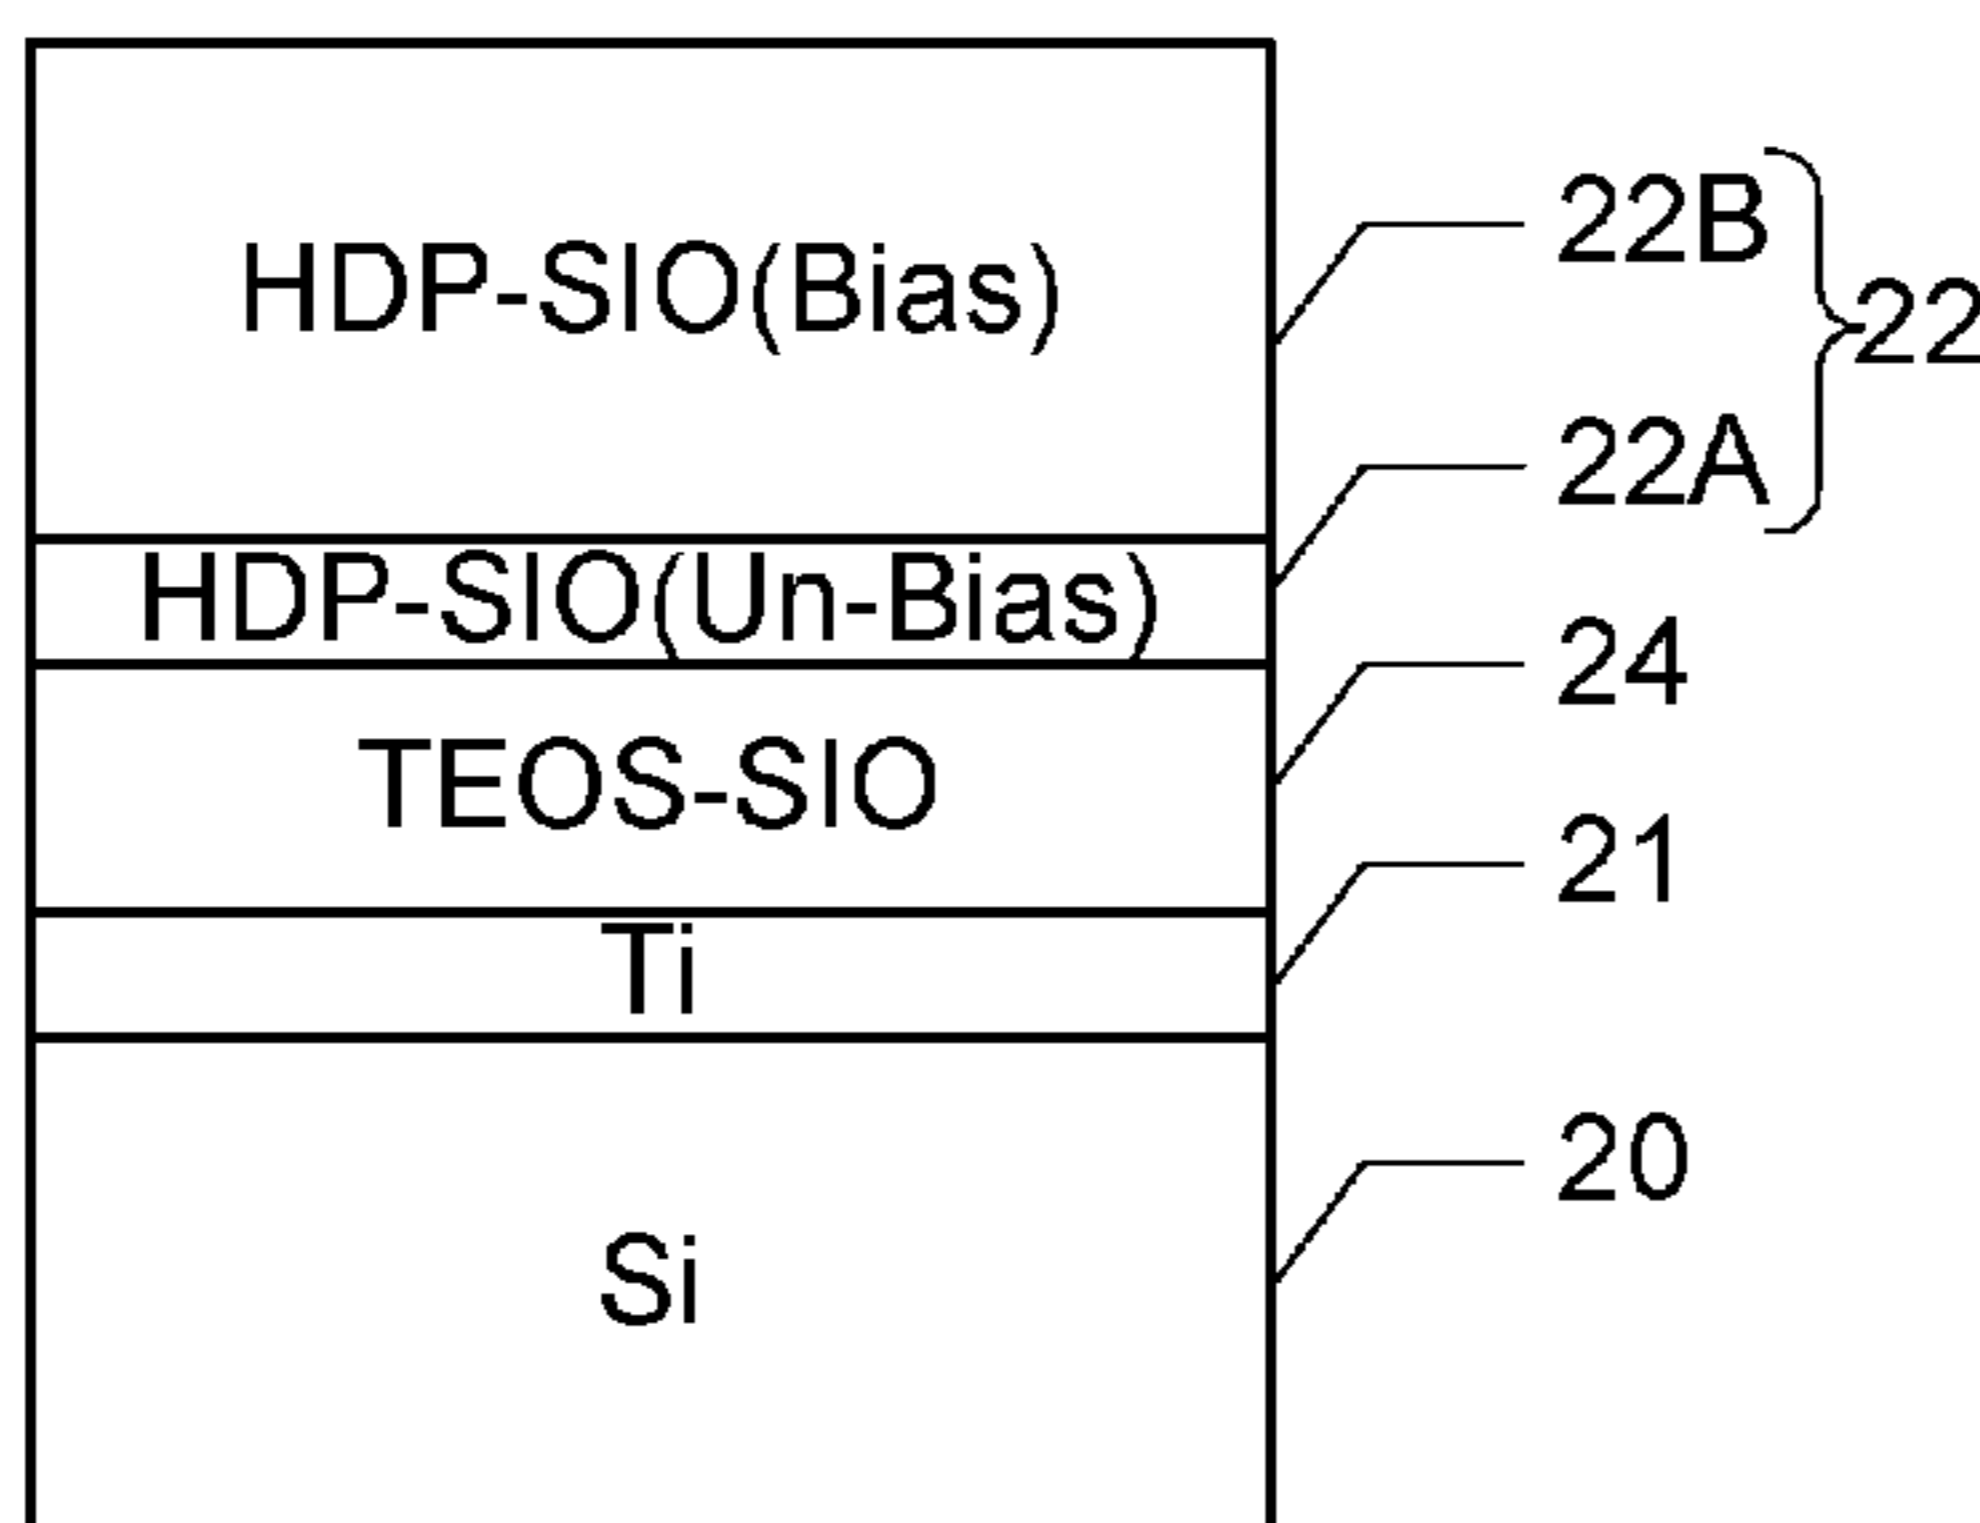 HDP-SIO(Bias)
22B
22
22A
HDP-SIO(Un-Bias)
24
TEOS-SIO
21
Ti
20
Si